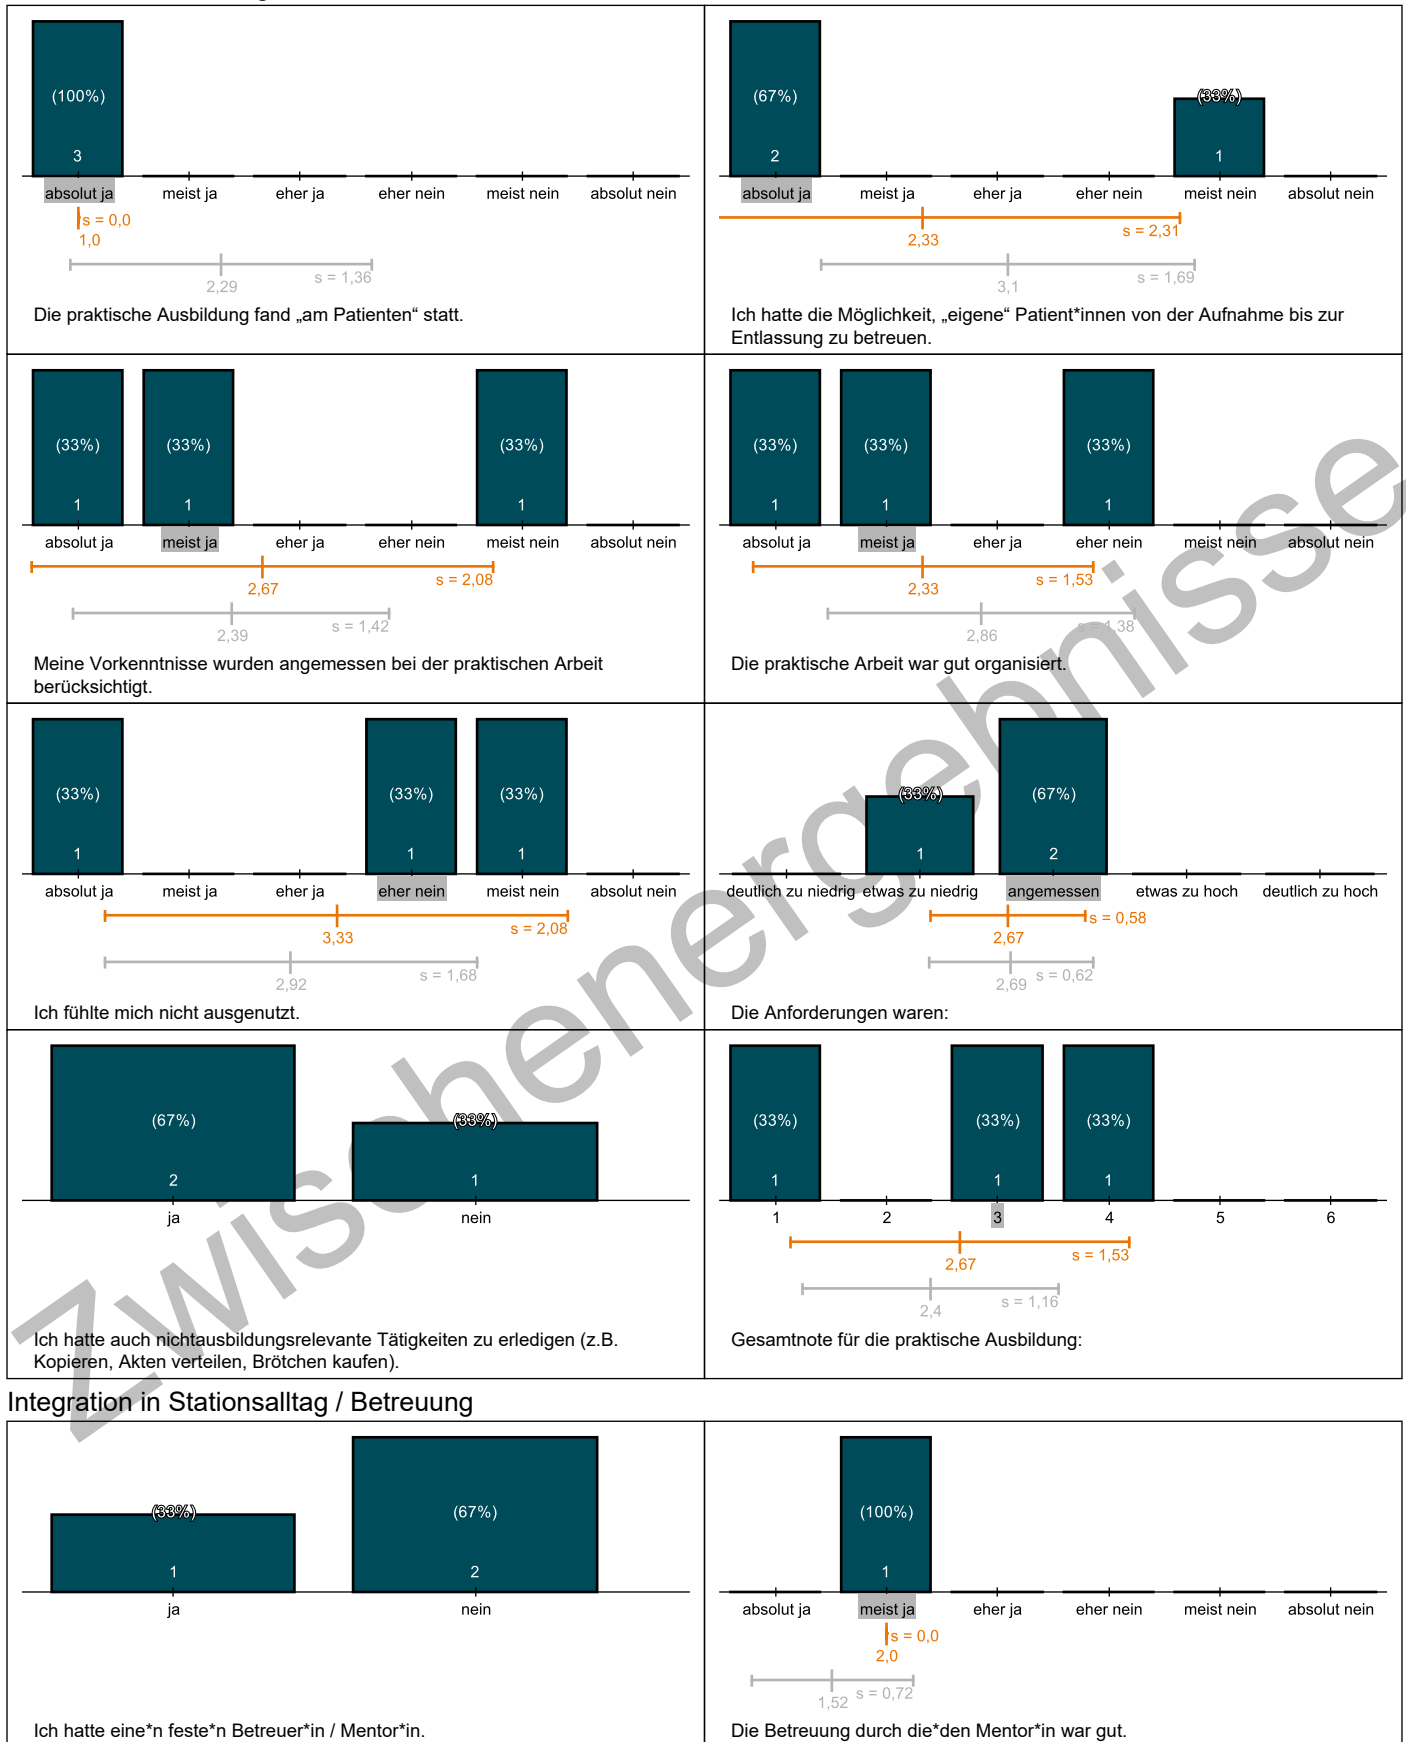 (100%)
3
absolut ja meist ja eher ja eher nein meist nein absolut nein
s = 0,0
1,0
s = 1,36
2,29
Die praktische Ausbildung fand „am Patienten“ statt.
(67%) (33%)
2 1
absolut ja meist ja eher ja eher nein meist nein absolut nein
s = 2,31
2,33
s = 1,69
3,1
Ich hatte die Möglichkeit, „eigene“ Patient*innen von der Aufnahme bis zur
Entlassung zu betreuen.
(33%) (33%) (33%)
1 1 1
absolut ja meist ja eher ja eher nein meist nein absolut nein
s = 2,08
2,67
s = 1,42
2,39
Meine Vorkenntnisse wurden angemessen bei der praktischen Arbeit
berücksichtigt.
(33%) (33%) (33%)
1 1 1
absolut ja meist ja eher ja eher nein meist nein absolut nein
s = 1,53
2,33
s = 1,38
2,86
Die praktische Arbeit war gut organisiert.
(33%) (33%) (33%)
1 1 1
absolut ja meist ja eher ja eher nein meist nein absolut nein
s = 2,08
3,33
s = 1,68
2,92
Ich fühlte mich nicht ausgenutzt.
(33%) (67%)
1 2
deutlich zu niedrig etwas zu niedrig angemessen etwas zu hoch deutlich zu hoch
s = 0,58
2,67
s = 0,62
2,69
Die Anforderungen waren:
(67%) (33%)
2 1
ja nein
Ich hatte auch nichtausbildungsrelevante Tätigkeiten zu erledigen (z.B.
Kopieren, Akten verteilen, Brötchen kaufen).
(33%) (33%) (33%)
1 1 1
1 2 3 4 5 6
s = 1,53
2,67
s = 1,16
2,4
Gesamtnote für die praktische Ausbildung:
Integration in Stationsalltag / Betreuung
(33%) (67%)
1 2
ja nein
Ich hatte eine*n feste*n Betreuer*in / Mentor*in.
(100%)
1
absolut ja meist ja eher ja eher nein meist nein absolut nein
s = 0,0
2,0
s = 0,72
1,52
Die Betreuung durch die*den Mentor*in war gut.
Zwischenergebnisse